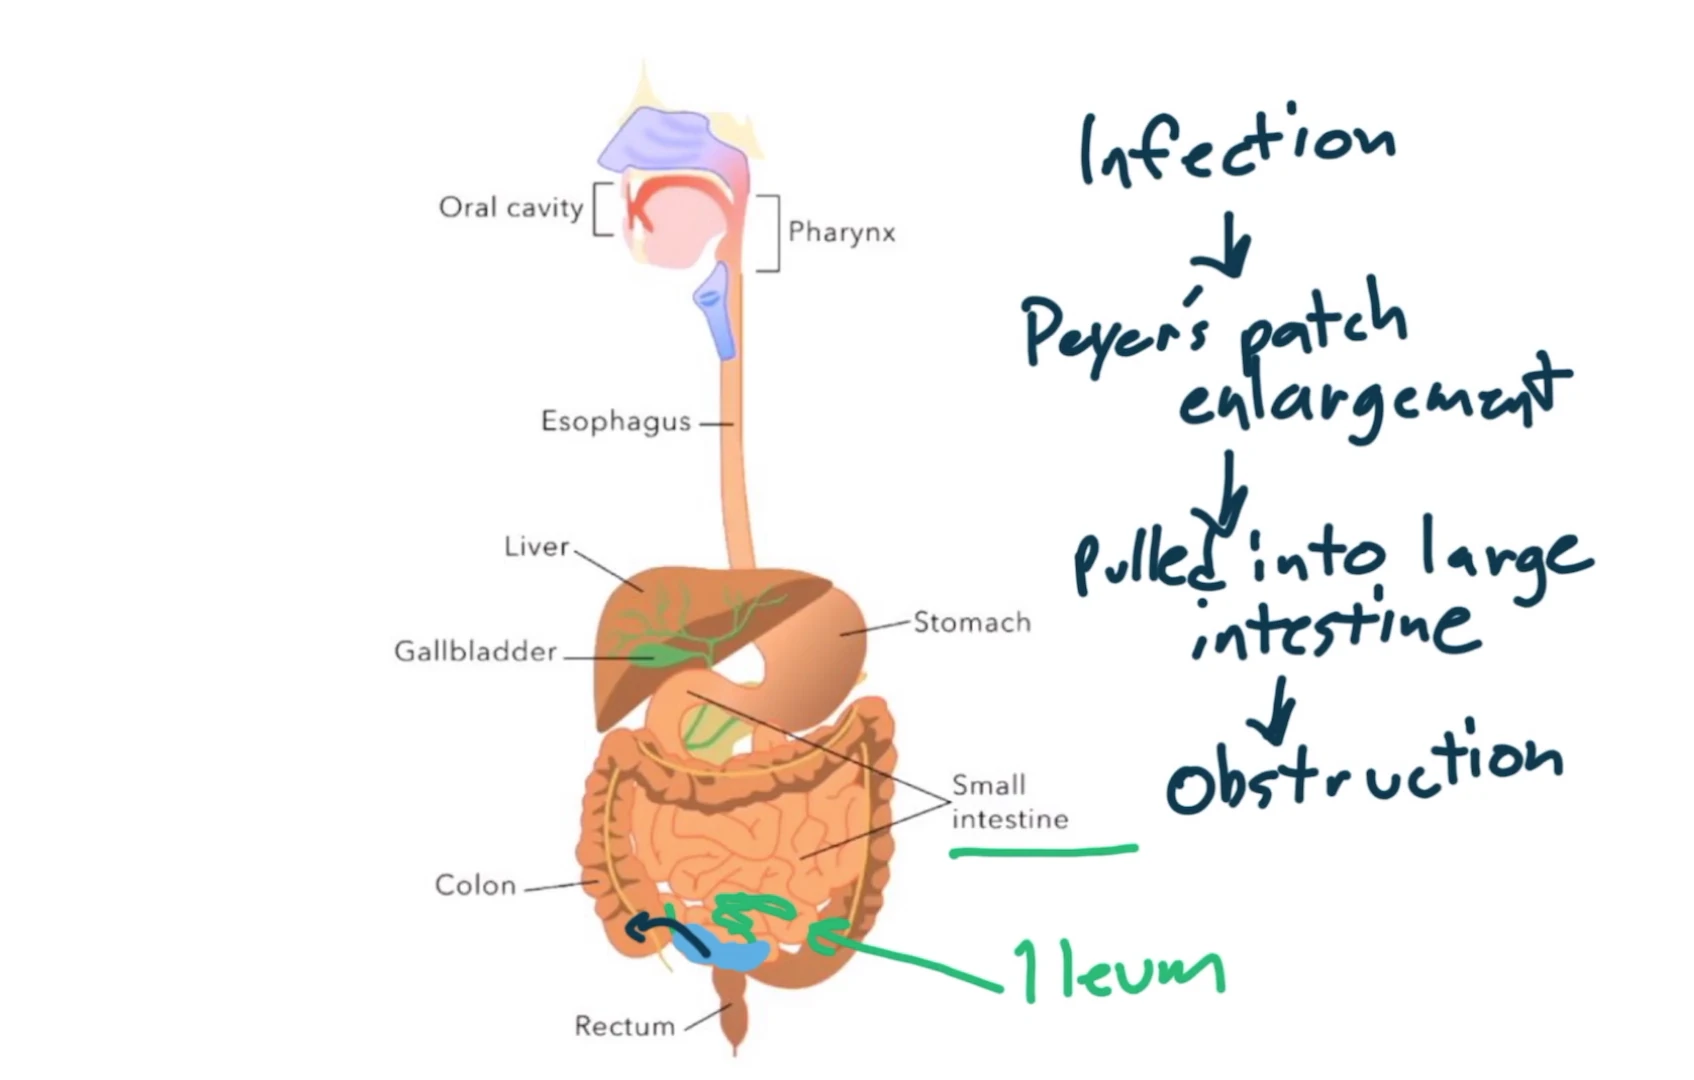 Oral cavity
Pharynx
Esophagus
Liver
Gallbladder
Stomach
Small
intestine
Colon
Rectum
Ileum
Infection
Peyer's patch
enlargement
Pulled into large
intestine
Obstruction